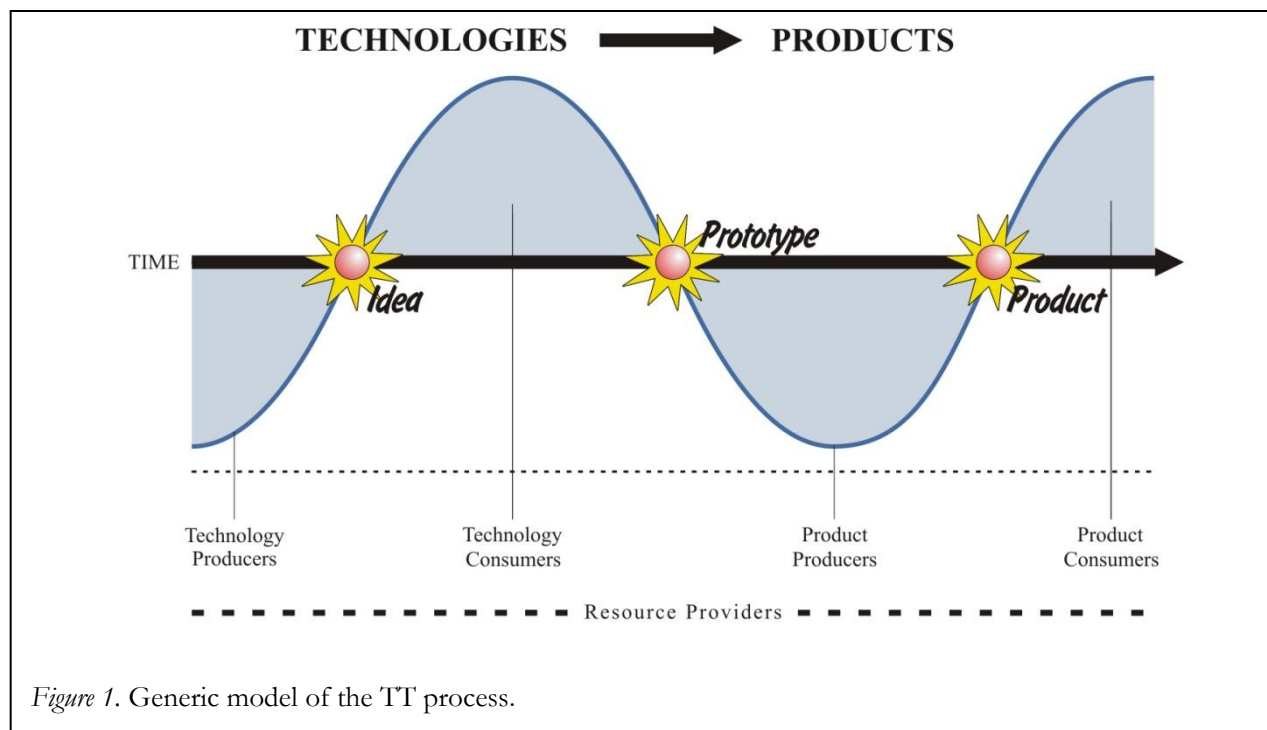 TECHNOLOGIES PRODUCTS
Prototype
TIME
Idea
Product
Technology
Producers
Technology
Consumers
Product
Producers
Product
Consumers
Resource Providers
Figure 1. Generic model of the TT process.